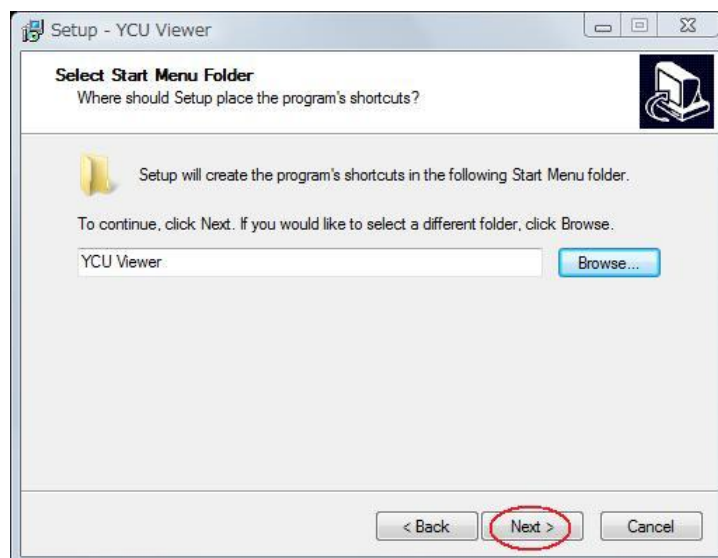 Setup - YCU Viewer
Select Start Menu Folder
Where should Setup place the program's shortcuts?
Setup will create the program's shortcuts in the following Start Menu folder.
To continue, click Next. If you would like to select a different folder, click Browse.
YCU Viewer
Browse...
< Back
Next >
Cancel